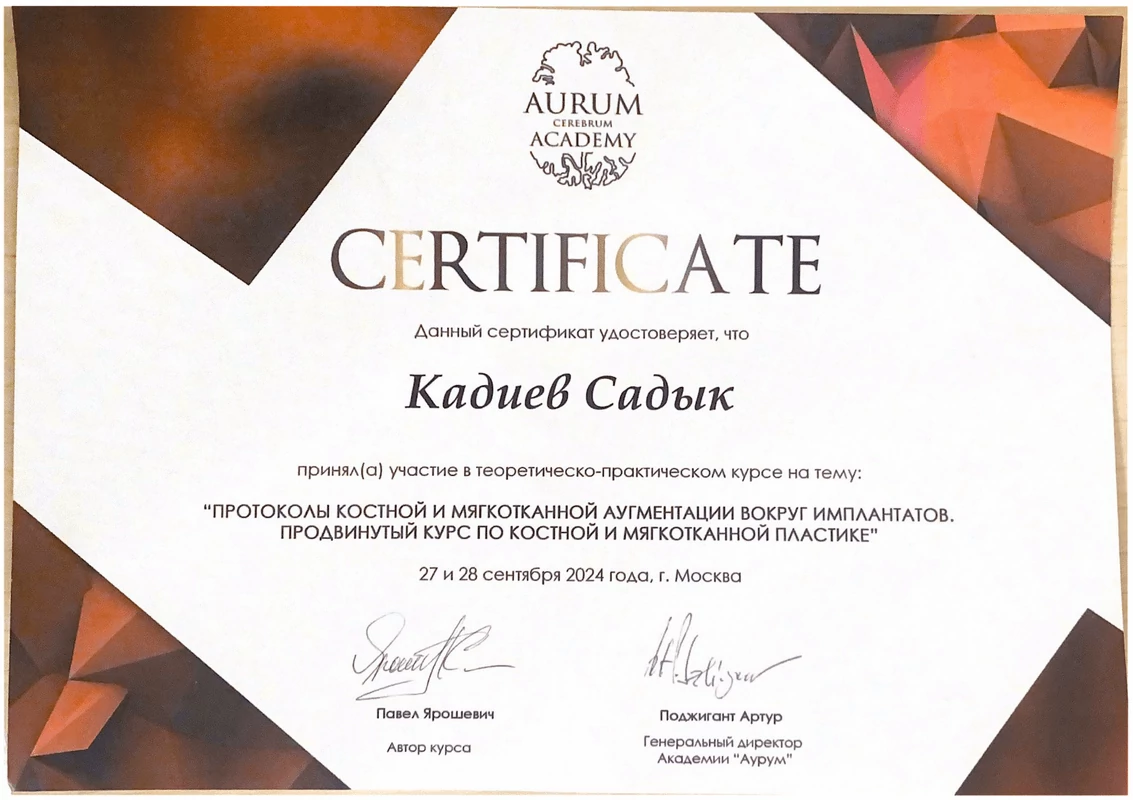 AURUM
CEREBRUM
ACADEMY
CERTIFICATE
Данный сертификат удостоверяет, что
Кадиев Садык
принял(а) участие в теоретическо-практическом курсе на тему:
“ПРОТОКОЛЫ КОСТНОЙ И МЯГКОТКАННОЙ АУГМЕНТАЦИИ ВОКРУГ ИМПЛАНТАТОВ.
ПРОДВИНУТЫЙ КУРС ПО КОСТНОЙ И МЯГКОТКАННОЙ ПЛАСТИКЕ”
27 и 28 сентября 2024 года, г. Москва
Павел Ярошевич
Поджигант Артур
Автор курса
Генеральный директор
Академии “Аурум”